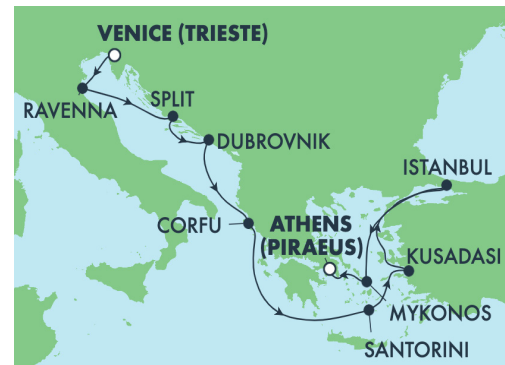 VENICE (TRIESTE)
RAVENNA
SPLIT
DUBROVNIK
ISTANBUL
CORFU
ATHENS
(PIRAEUS)
KUSADASI
MYKONOS
SANTORINI